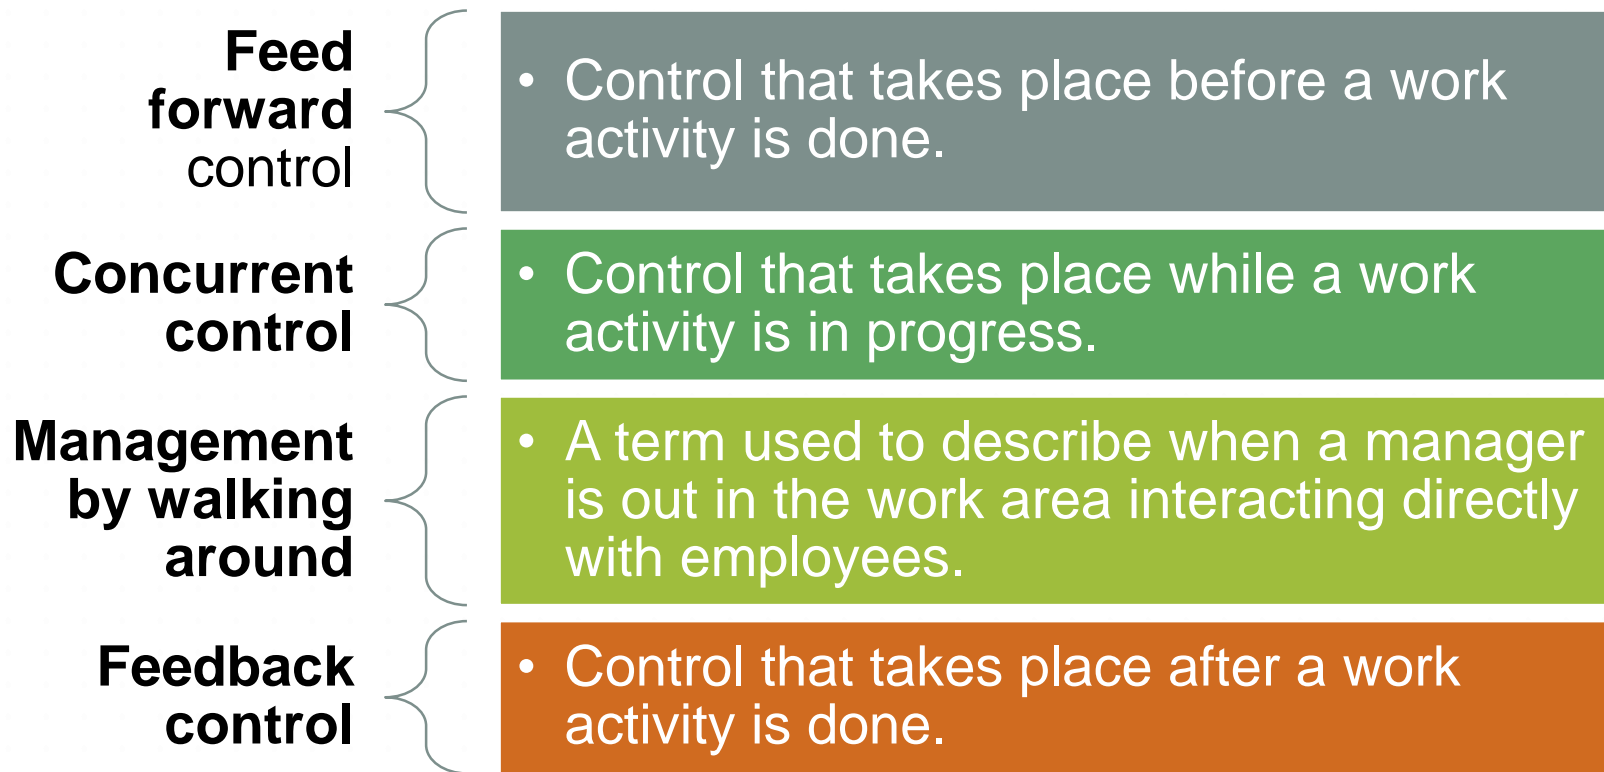 Feed
forward
control
• Control that takes place before a work
activity is done.
Concurrent
control
• Control that takes place while a work
activity is in progress.
Management
by walking
around
• A term used to describe when a manager
is out in the work area interacting directly
with employees.
Feedback
control
• Control that takes place after a work
activity is done.